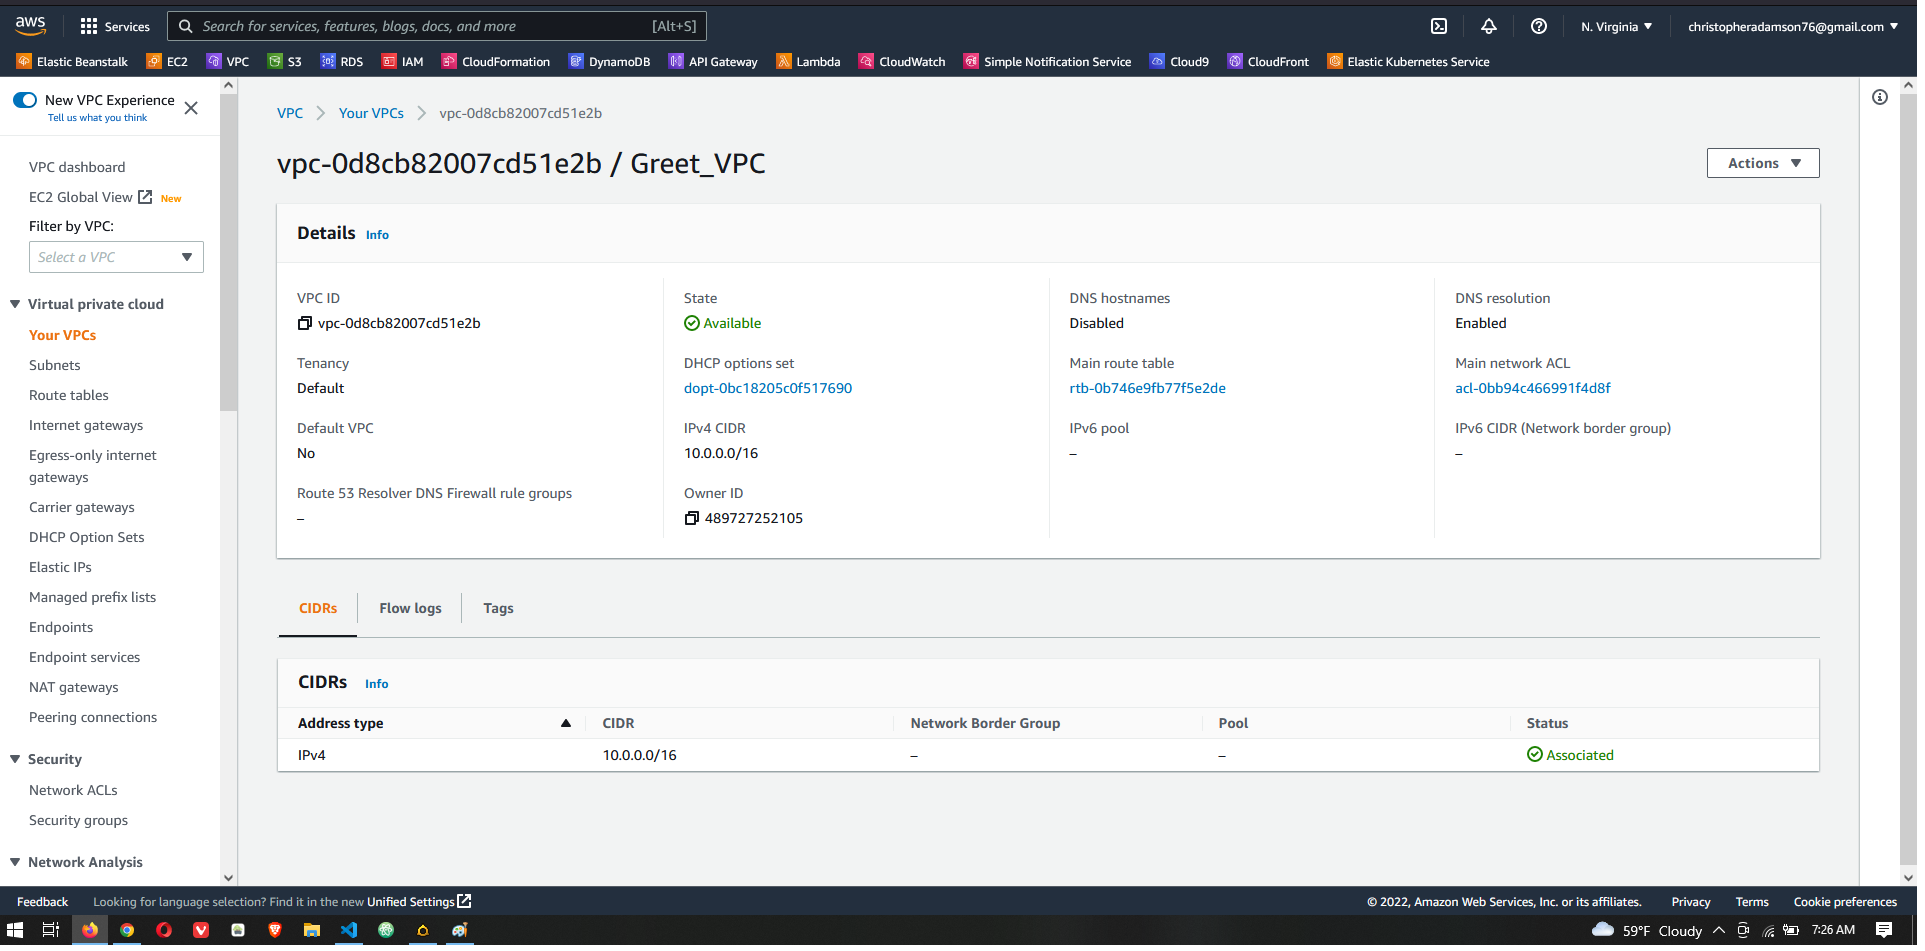 aws
Services
Search for services, features, blogs, docs, and more [Alt+S]
N. Virginia
christopheradamson76@gmail.com
Elastic Beanstalk EC2 VPC S3 RDS IAM CloudFormation DynamoDB API Gateway Lambda CloudWatch Simple Notification Service Cloud9 CloudFront Elastic Kubernetes Service
New VPC Experience
Tell us what you think
VPC dashboard
EC2 Global View New
Filter by VPC:
Select a VPC
Virtual private cloud
Your VPCs
Subnets
Route tables
Internet gateways
Egress-only internet
gateways
Carrier gateways
DHCP Option Sets
Elastic IPs
Managed prefix lists
Endpoints
Endpoint services
NAT gateways
Peering connections
Security
Network ACLs
Security groups
Network Analysis
VPC Your VPCs vpc-0d8cb82007cd51e2b
vpc-0d8cb82007cd51e2b / Greet_VPC
Actions
Details Info
VPC ID
vpc-0d8cb82007cd51e2b
State
Available
DNS hostnames
Disabled
DNS resolution
Enabled
Tenancy
Default
DHCP options set
dopt-0bc18205c0f517690
Main route table
rtb-0b746e9fb77f5e2de
Main network ACL
acl-0bb94c466991f4d8f
Default VPC
No
IPv4 CIDR
10.0.0.0/16
IPv6 pool
–
IPv6 CIDR (Network border group)
–
Route 53 Resolver DNS Firewall rule groups
–
Owner ID
489727252105
CIDRs Flow logs Tags
CIDRs Info
Address type CIDR Network Border Group Pool Status
IPv4 10.0.0.0/16 – – Associated
Feedback
Looking for language selection? Find it in the new Unified Settings
© 2022, Amazon Web Services, Inc. or its affiliates.
Privacy Terms Cookie preferences
59°F Cloudy
7:26 AM